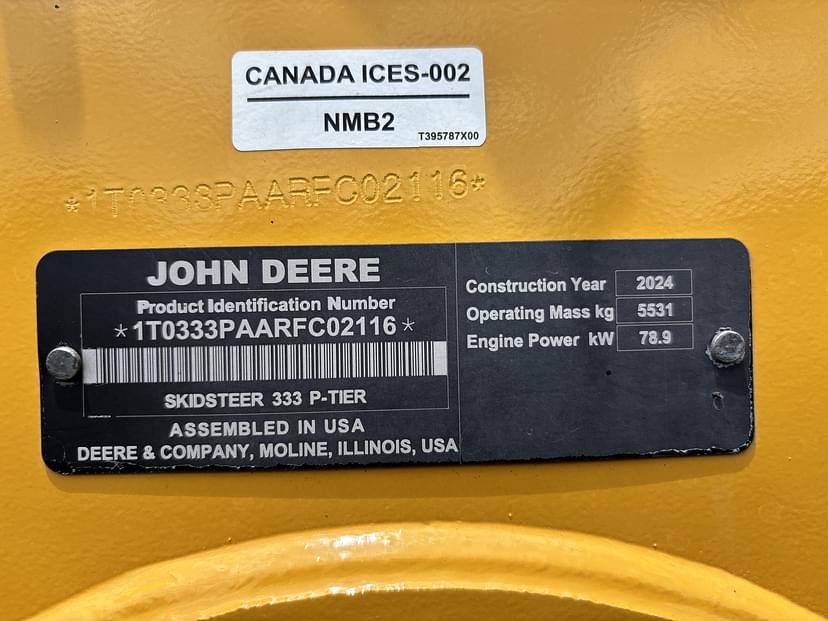 CANADA ICES-002
NMB2
T395787X00
*1T0333PAARFC02116*
JOHN DEERE
Product Identification Number
*1T0333PAARFC02116*
SKIDSTEER 333 P-TIER
ASSEMBLED IN USA
DEERE & COMPANY, MOLINE, ILLINOIS, USA
Construction Year 2024
Operating Mass kg 5531
Engine Power kW 78.9